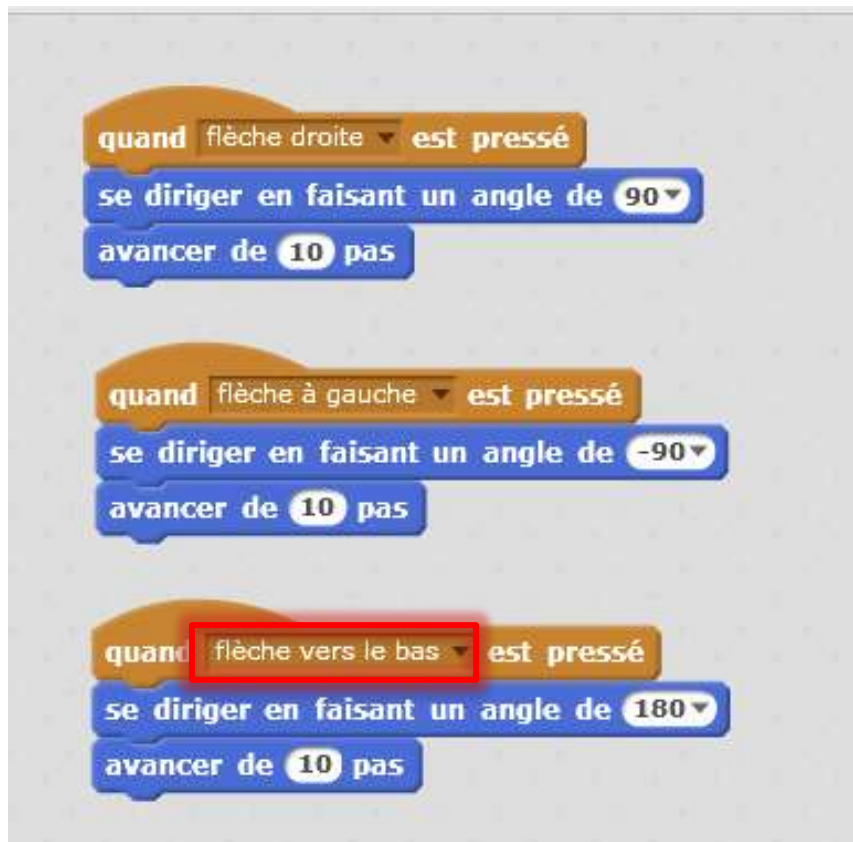 quand flèche droite est pressé
se diriger en faisant un angle de 90
avancer de 10 pas
quand flèche à gauche est pressé
se diriger en faisant un angle de -90
avancer de 10 pas
quand flèche vers le bas est pressé
se diriger en faisant un angle de 180
avancer de 10 pas